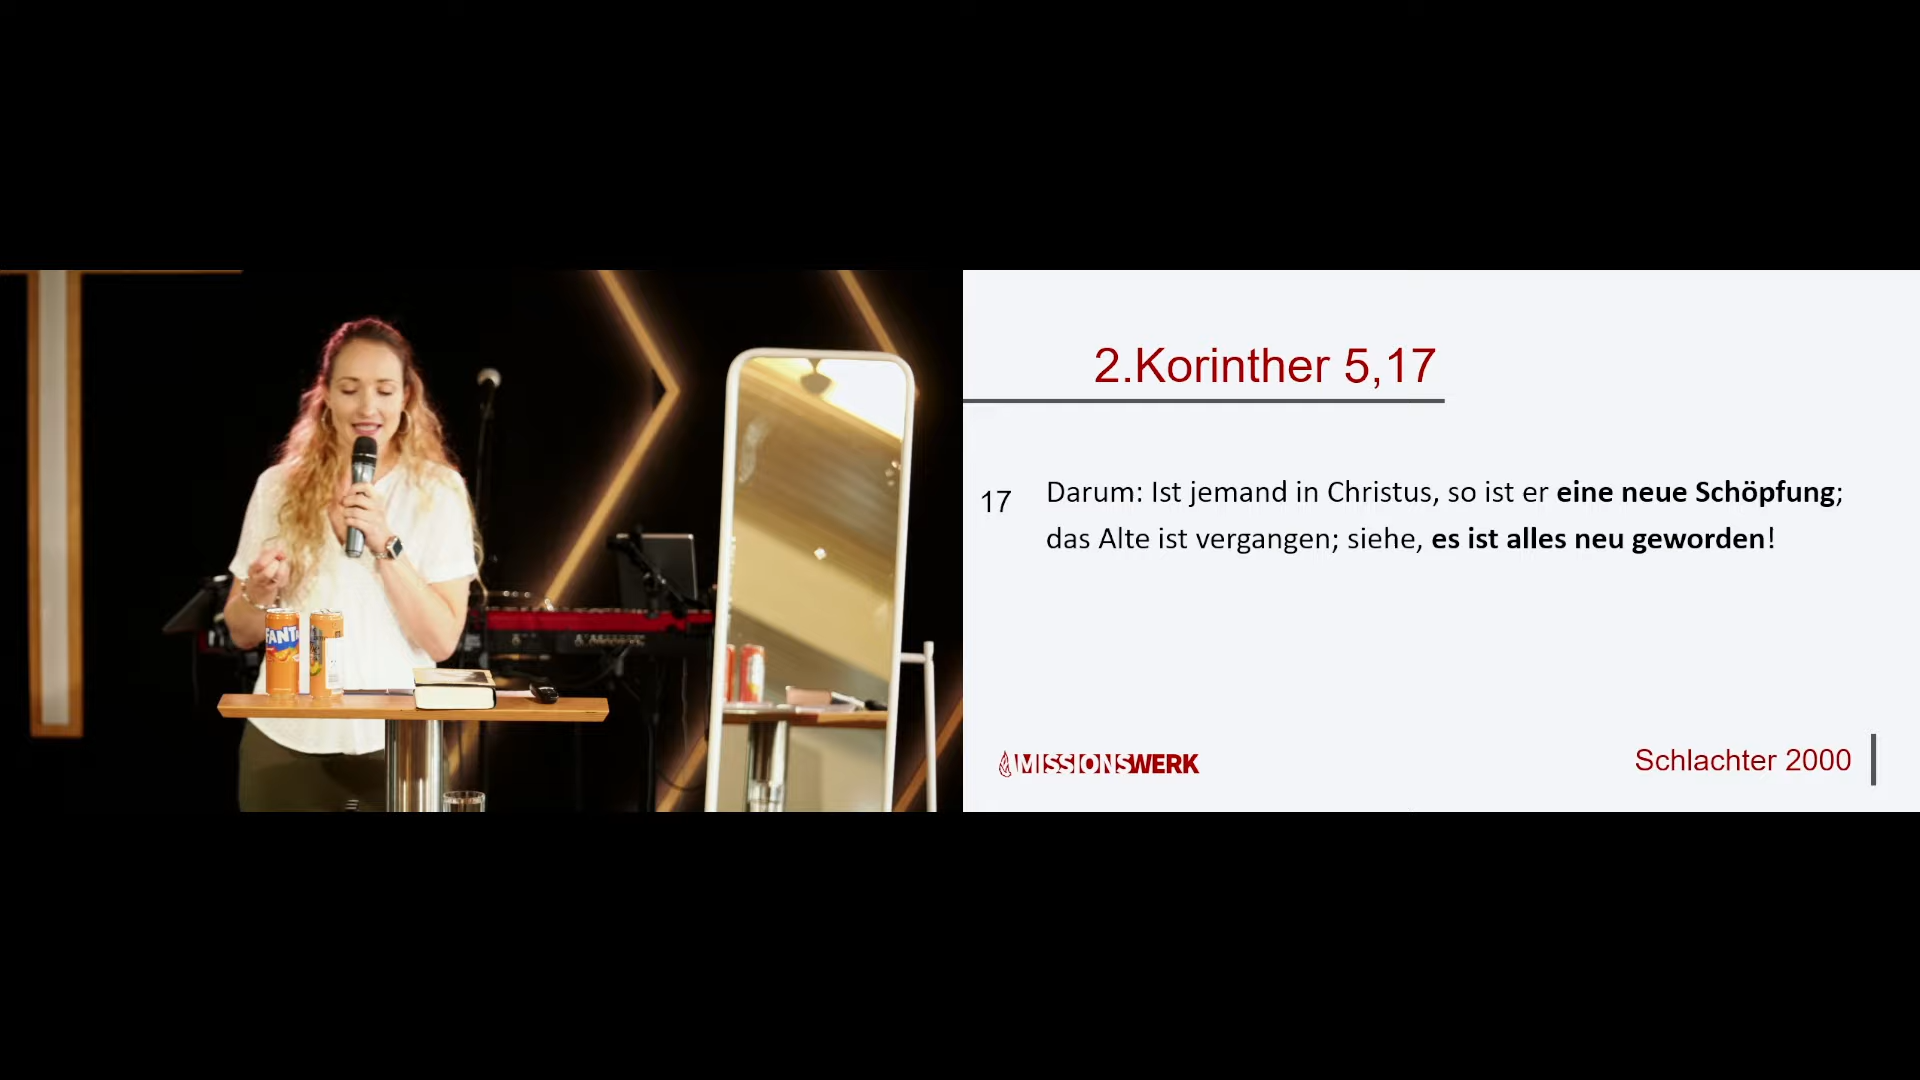 FANTA
2.Korinther 5,17
17 Darum: Ist jemand in Christus, so ist er eine neue Schöpfung;
das Alte ist vergangen; siehe, es ist alles neu geworden!
MISSIONSWERK
Schlachter 2000